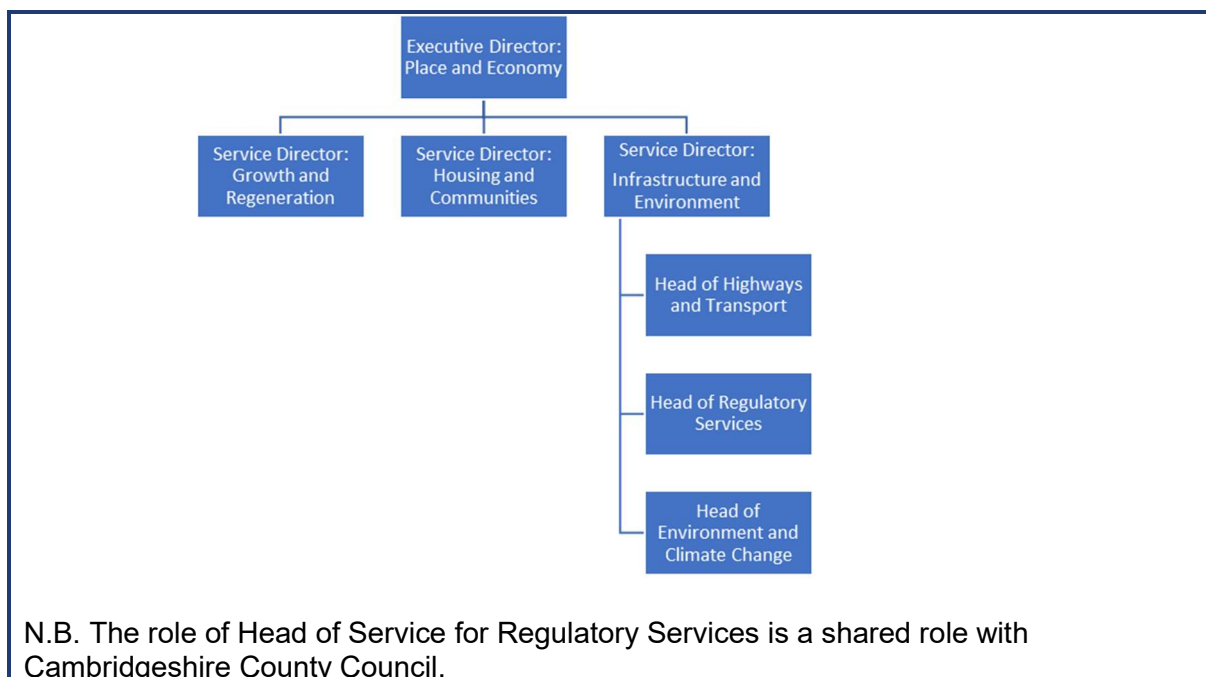 Executive Director:
Place and Economy
Service Director:
Growth and
Regeneration
Service Director:
Housing and
Communities
Service Director:
Infrastructure and
Environment
Head of Highways
and Transport
Head of Regulatory
Services
Head of
Environment and
Climate Change
N.B. The role of Head of Service for Regulatory Services is a shared role with
Cambridgeshire County Council.